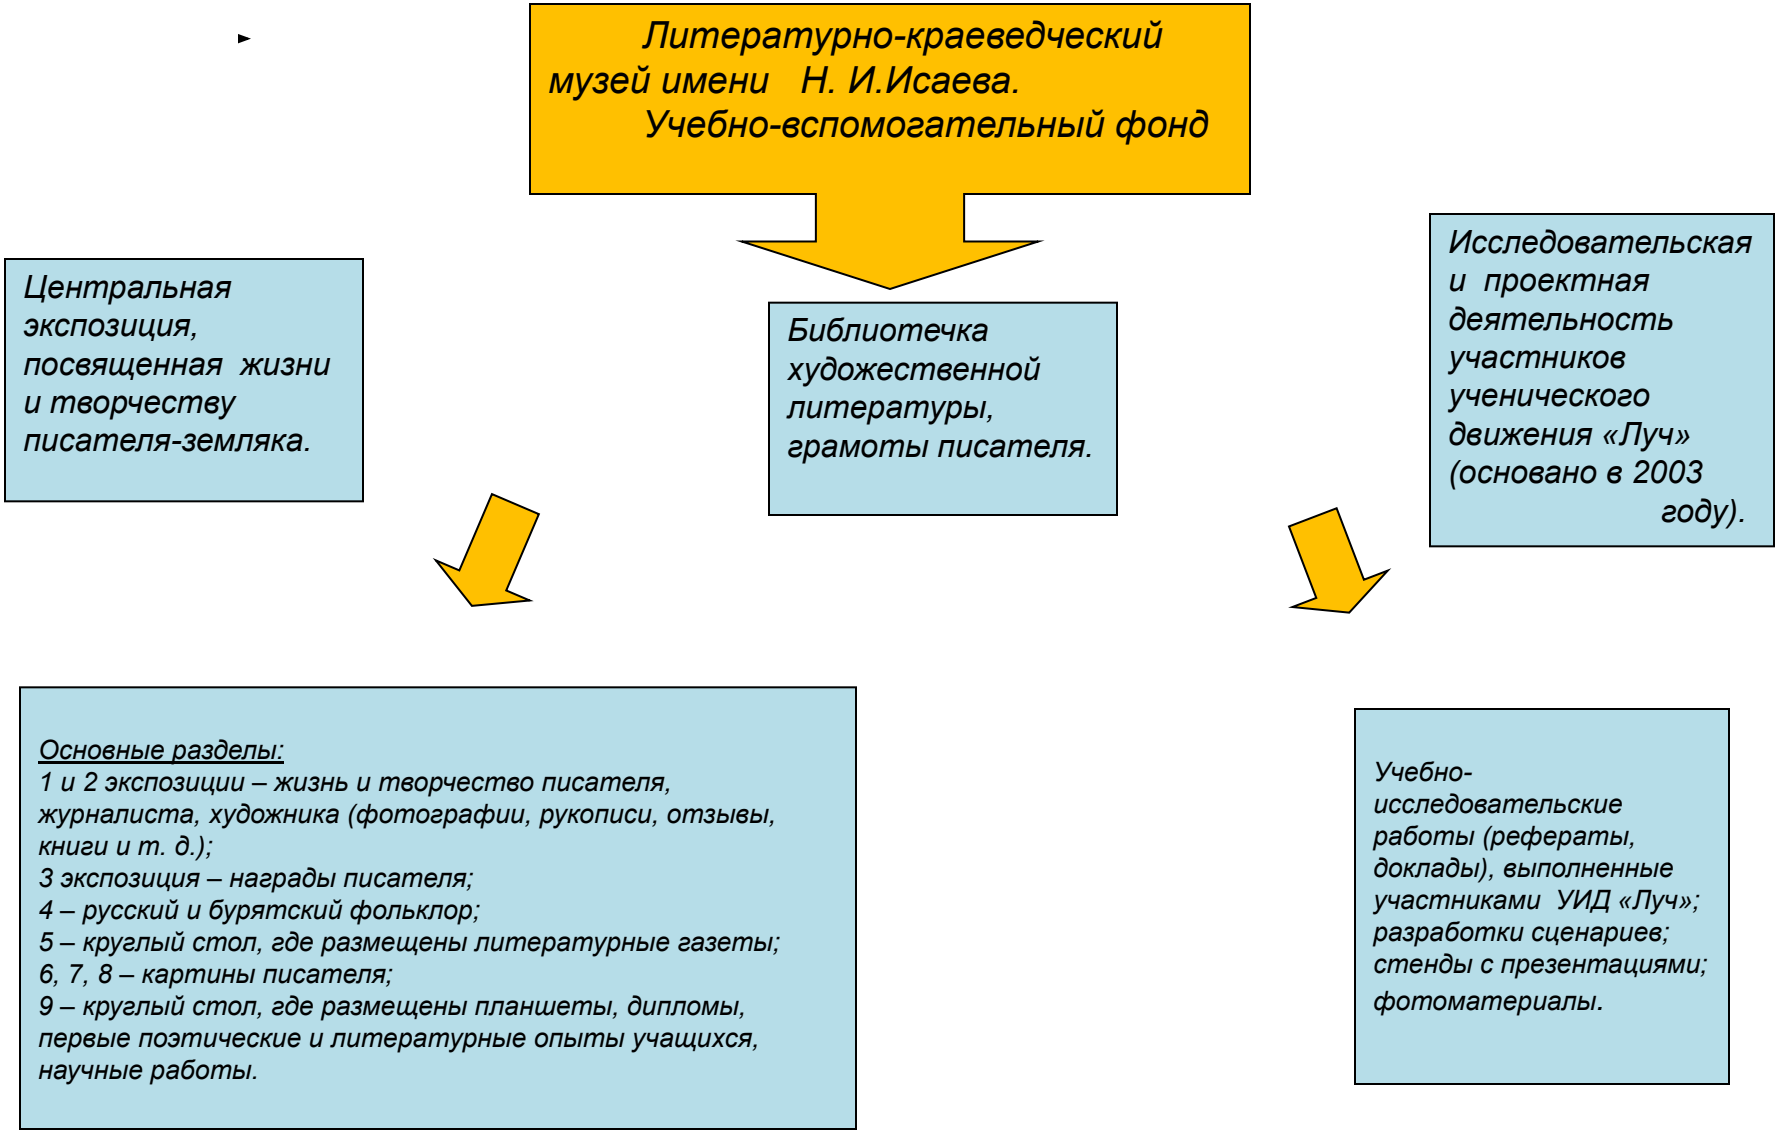 Литературно-краеведческий
музей имени Н. И.Исаева.
Учебно-вспомогательный фонд
Центральная
экспозиция,
посвященная жизни
и творчеству
писателя-земляка.
Библиотечка
художественной
литературы,
грамоты писателя.
Исследовательская
и проектная
деятельность
участников
ученического
движения «Луч»
(основано в 2003
году).
Основные разделы:
1 и 2 экспозиции – жизнь и творчество писателя,
журналиста, художника (фотографии, рукописи, отзывы,
книги и т. д.);
3 экспозиция – награды писателя;
4 – русский и бурятский фольклор;
5 – круглый стол, где размещены литературные газеты;
6, 7, 8 – картины писателя;
9 – круглый стол, где размещены планшеты, дипломы,
первые поэтические и литературные опыты учащихся,
научные работы.
Учебно-
исследовательские
работы (рефераты,
доклады), выполненные
участниками УИД «Луч»;
разработки сценариев;
стенды с презентациями;
фотоматериалы.